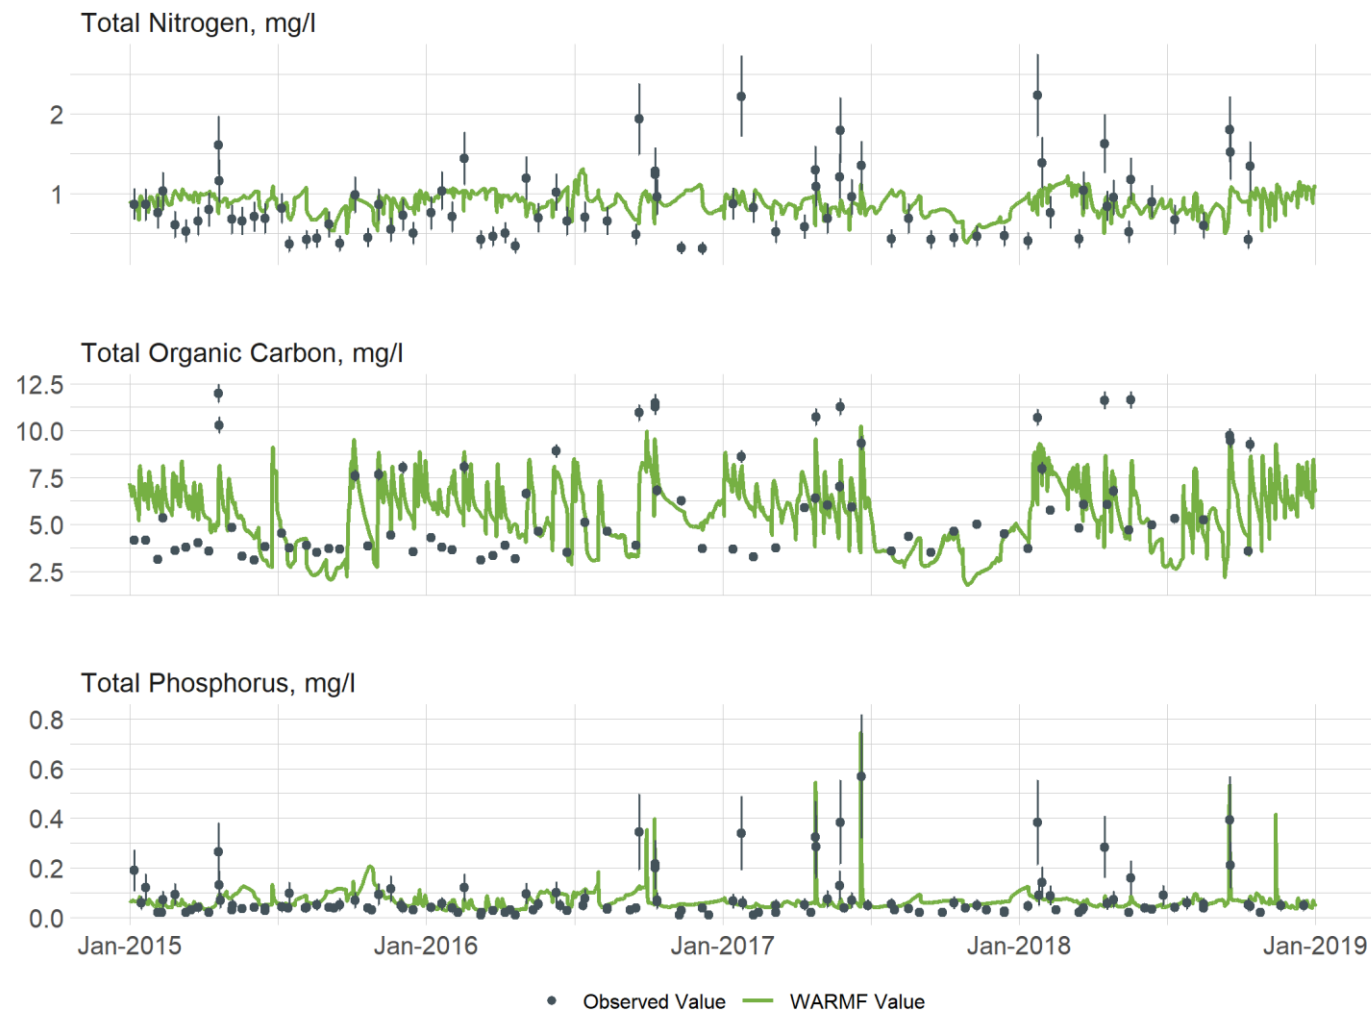 Total Nitrogen, mg/l
2
1
Total Organic Carbon, mg/l
12.5
10.0
7.5
5.0
2.5
Total Phosphorus, mg/l
0.8
0.6
0.4
0.2
0.0
Jan-2015 Jan-2016 Jan-2017 Jan-2018 Jan-2019
Observed Value WARMF Value